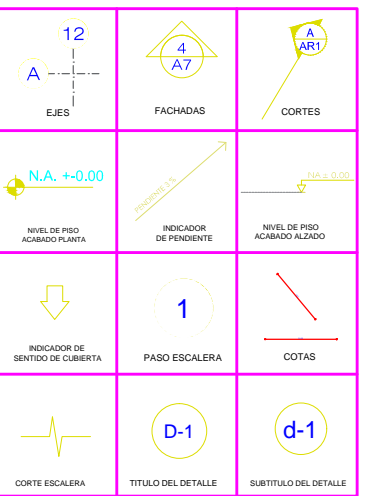 12
A
EJES
4
A7
FACHADAS
A
AR1
CORTES
N.A. +-0.00
NIVEL DE PISO
ACABADO PLANTA
PENDIENTE 2 %
INDICADOR
DE PENDIENTE
NA ± 0.00
NIVEL DE PISO
ACABADO ALZADO
INDICADOR DE
SENTIDO DE CUBIERTA
1
PASO ESCALERA
COTAS
CORTE ESCALERA
D-1
TITULO DEL DETALLE
d-1
SUBTITULO DEL DETALLE